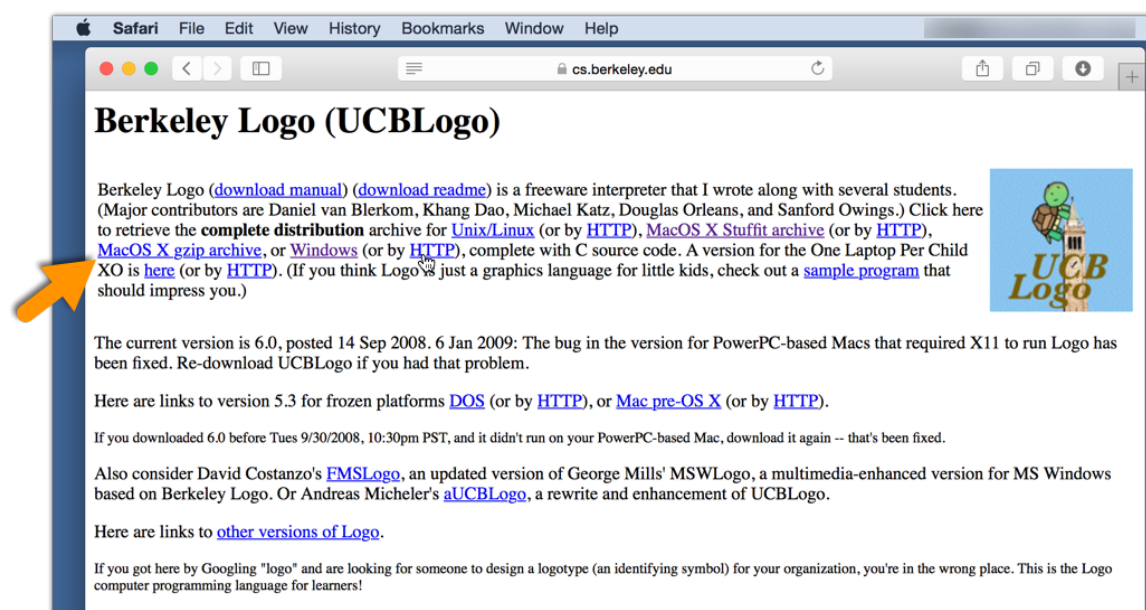 Safari File Edit View History Bookmarks Window Help
cs.berkeley.edu
Berkeley Logo (UCBLogo)
Berkeley Logo (download manual) (download readme) is a freeware interpreter that I wrote along with several students.
(Major contributors are Daniel van Blerkom, Khang Dao, Michael Katz, Douglas Orleans, and Sanford Owings.) Click here
to retrieve the complete distribution archive for Unix/Linux (or by HTTP), MacOS X Stuffit archive (or by HTTP),
MacOS X gzip archive, or Windows (or by HTTP), complete with C source code. A version for the One Laptop Per Child
XO is here (or by HTTP). (If you think Logo is just a graphics language for little kids, check out a sample program that
should impress you.)
UCB
Logo
The current version is 6.0, posted 14 Sep 2008. 6 Jan 2009: The bug in the version for PowerPC-based Macs that required X11 to run Logo has
been fixed. Re-download UCBLogo if you had that problem.
Here are links to version 5.3 for frozen platforms DOS (or by HTTP), or Mac pre-OS X (or by HTTP).
If you downloaded 6.0 before Tues 9/30/2008, 10:30pm PST, and it didn't run on your PowerPC-based Mac, download it again -- that's been fixed.
Also consider David Costanzo's FMSLogo, an updated version of George Mills' MSWLogo, a multimedia-enhanced version for MS Windows
based on Berkeley Logo. Or Andreas Micheler's aUCBLogo, a rewrite and enhancement of UCBLogo.
Here are links to other versions of Logo.
If you got here by Googling "logo" and are looking for someone to design a logotype (an identifying symbol) for your organization, you're in the wrong place. This is the Logo
computer programming language for learners!